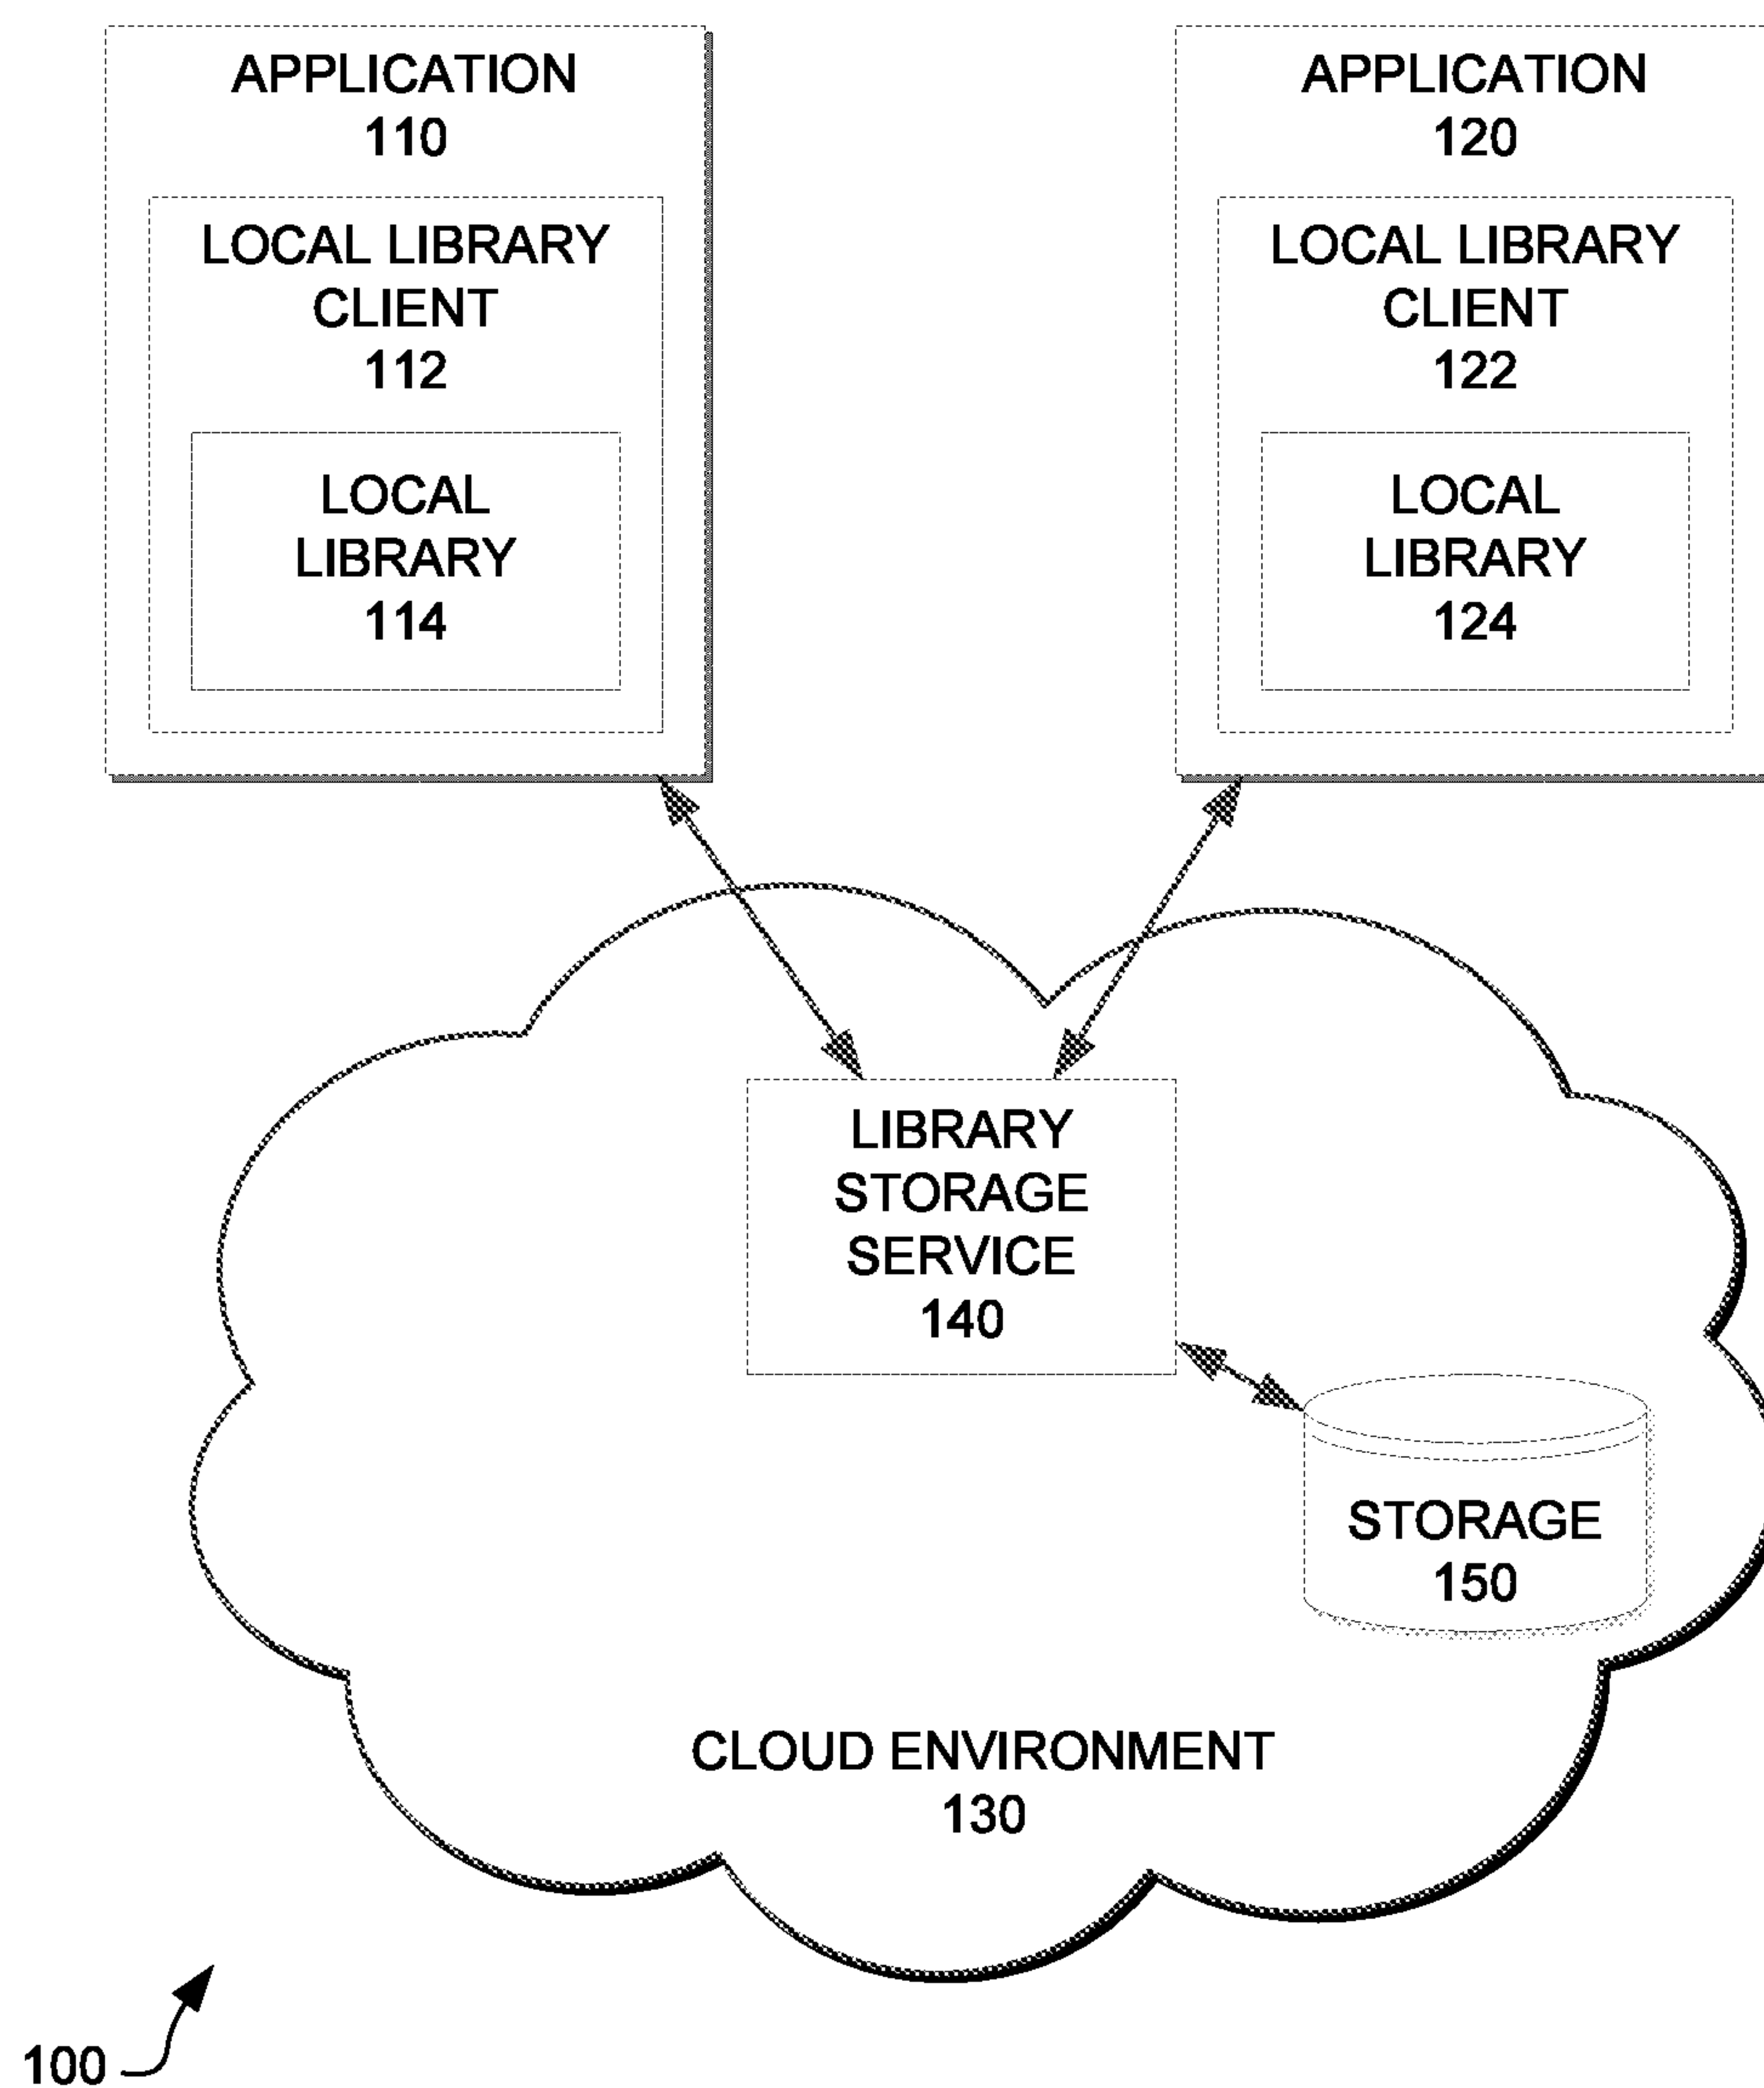 APPLICATION
110
LOCAL LIBRARY
CLIENT
112
LOCAL
LIBRARY
114
APPLICATION
120
LOCAL LIBRARY
CLIENT
122
LOCAL
LIBRARY
124
LIBRARY
STORAGE
SERVICE
140
STORAGE
150
CLOUD ENVIRONMENT
130
100